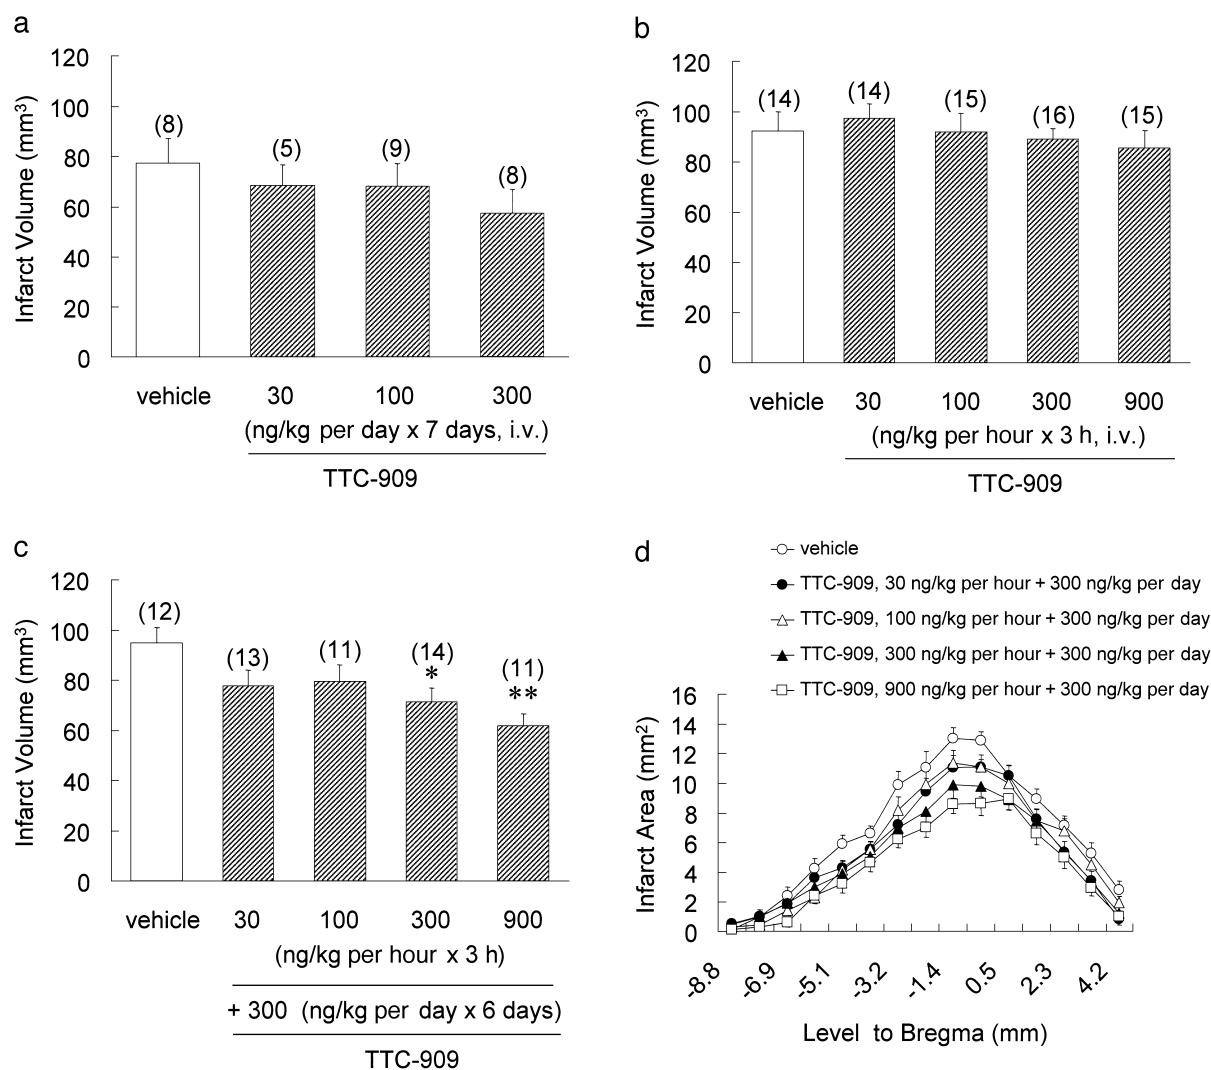 a
120
100
80
60
40
20
0
Infarct Volume (mm³)
(8)
(5)
(9)
(8)
vehicle 30 100 300
(ng/kg per day x 7 days, i.v.)
TTC-909
b
120
100
80
60
40
20
0
Infarct Volume (mm³)
(14)
(14)
(15)
(16)
(15)
vehicle 30 100 300 900
(ng/kg per hour x 3 h, i.v.)
TTC-909
c
120
100
80
60
40
20
0
Infarct Volume (mm³)
(12)
(13)
(11)
(14)
*
(11)
**
vehicle 30 100 300 900
(ng/kg per hour x 3 h)
+ 300 (ng/kg per day x 6 days)
TTC-909
d
vehicle
TTC-909, 30 ng/kg per hour + 300 ng/kg per day
TTC-909, 100 ng/kg per hour + 300 ng/kg per day
TTC-909, 300 ng/kg per hour + 300 ng/kg per day
TTC-909, 900 ng/kg per hour + 300 ng/kg per day
16
14
12
10
8
6
4
2
0
Infarct Area (mm²)
-8.8 -6.9 -5.1 -3.2 -1.4 0.5 2.3 4.2
Level to Bregma (mm)